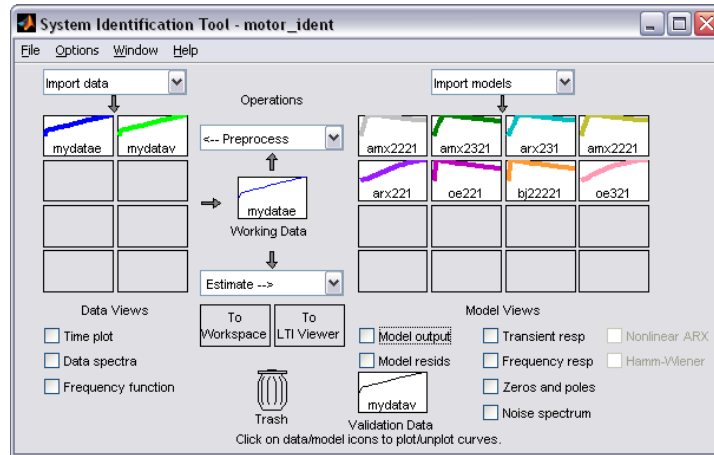 System Identification Tool - motor_ident
File Options Window Help
Import data
Import models
Operations
mydatae mydatav
<-- Preprocess
amx2221 amx2321 arx231 amx2221
mydatae
arx221 oe221 bj22221 oe321
Working Data
Estimate -->
Data Views
To Workspace
To LTI Viewer
Model Views
Time plot
Data spectra
Frequency function
Model output
Model resids
Transient resp
Frequency resp
Zeros and poles
Noise spectrum
Nonlinear ARX
Hamm-Wiener
Trash
mydatav
Validation Data
Click on data/model icons to plot/unplot curves.